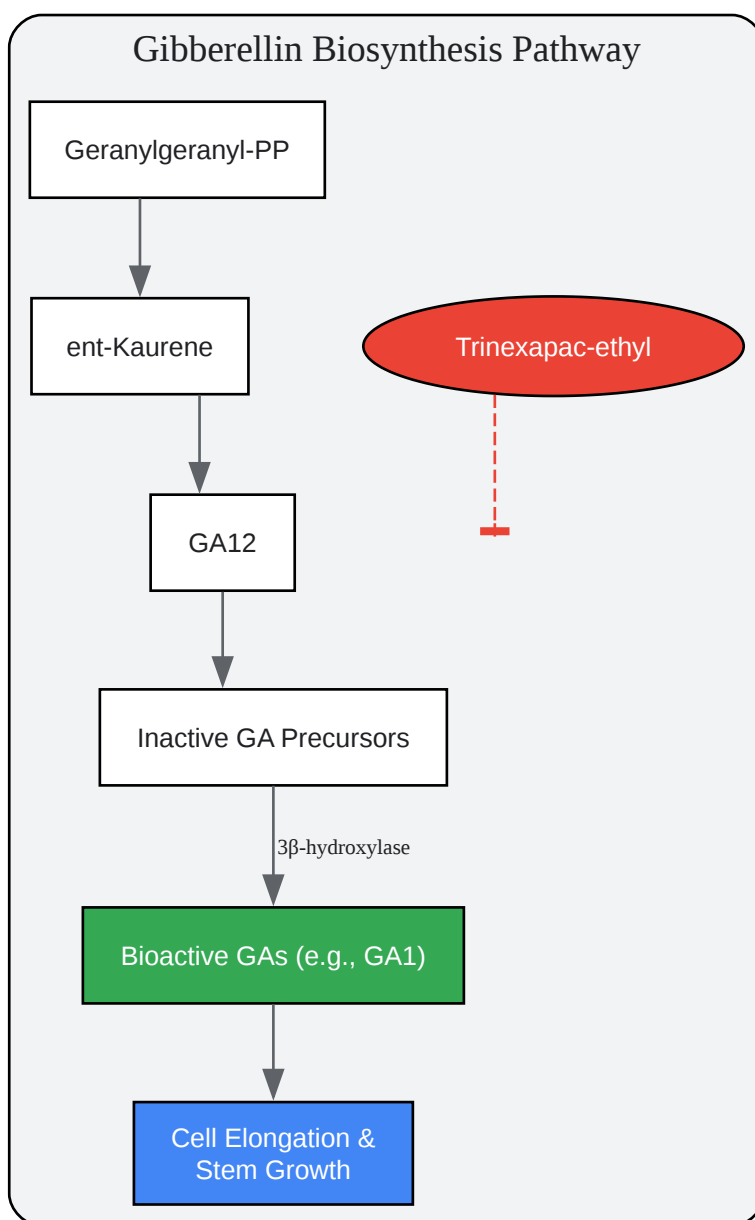 Gibberellin Biosynthesis Pathway
Geranylgeranyl-PP
ent-Kaurene
Trinexapac-ethyl
GA12
Inactive GA Precursors
3β-hydroxylase
Bioactive GAs (e.g., GA1)
Cell Elongation &
Stem Growth